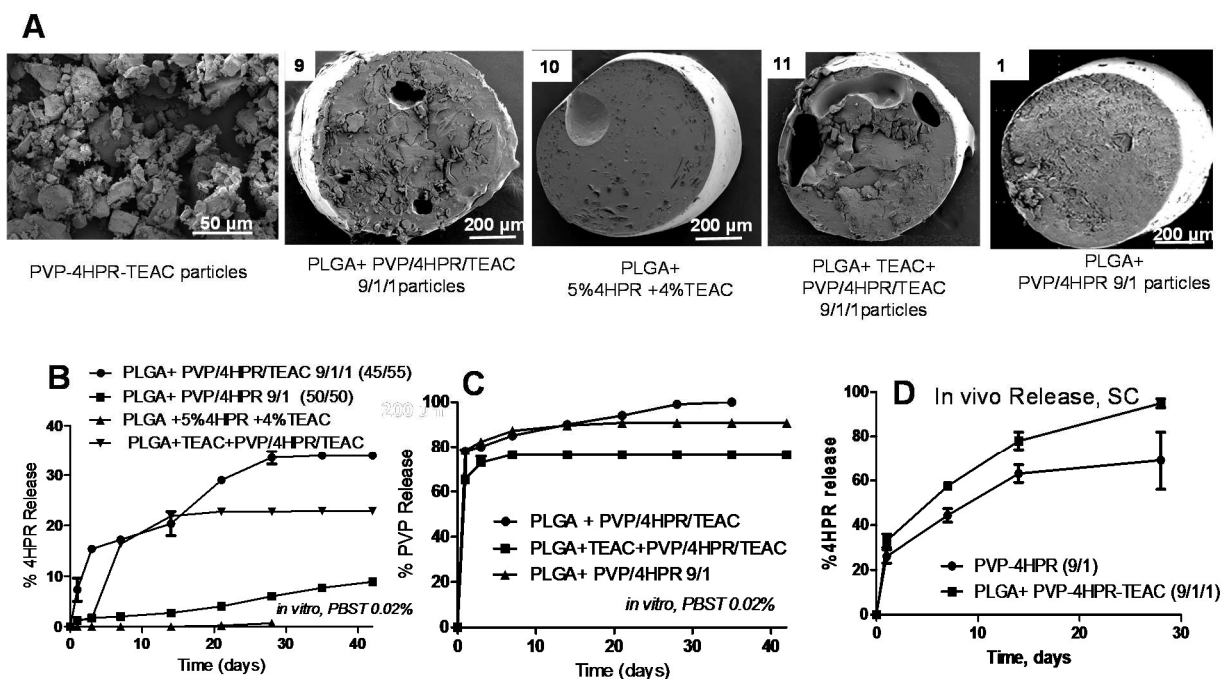 A
9
10
11
1
50 µm
200 µm
200 µm
200 µm
200 µm
PVP-4HPR-TEAC particles
PLGA+ PVP/4HPR/TEAC
9/1/1particles
PLGA+
5%4HPR +4%TEAC
PLGA+ TEAC+
PVP/4HPR/TEAC
9/1/1particles
PLGA+
PVP/4HPR 9/1 particles
B
PLGA+ PVP/4HPR/TEAC 9/1/1 (45/55)
PLGA+ PVP/4HPR 9/1 (50/50)
PLGA +5%4HPR +4%TEAC
PLGA+TEAC+PVP/4HPR/TEAC
% 4HPR Release
40
30
20
10
0
in vitro, PBST 0.02%
0 10 20 30 40
Time (days)
C
% PVP Release
100
80
60
40
20
0
PLGA + PVP/4HPR/TEAC
PLGA+TEAC+PVP/4HPR/TEAC
PLGA+ PVP/4HPR 9/1
in vitro, PBST 0.02%
0 10 20 30 40
Time (days)
D In vivo Release, SC
%4HPR release
100
80
60
40
20
0
PVP-4HPR (9/1)
PLGA+ PVP-4HPR-TEAC (9/1/1)
0 10 20 30
Time, days